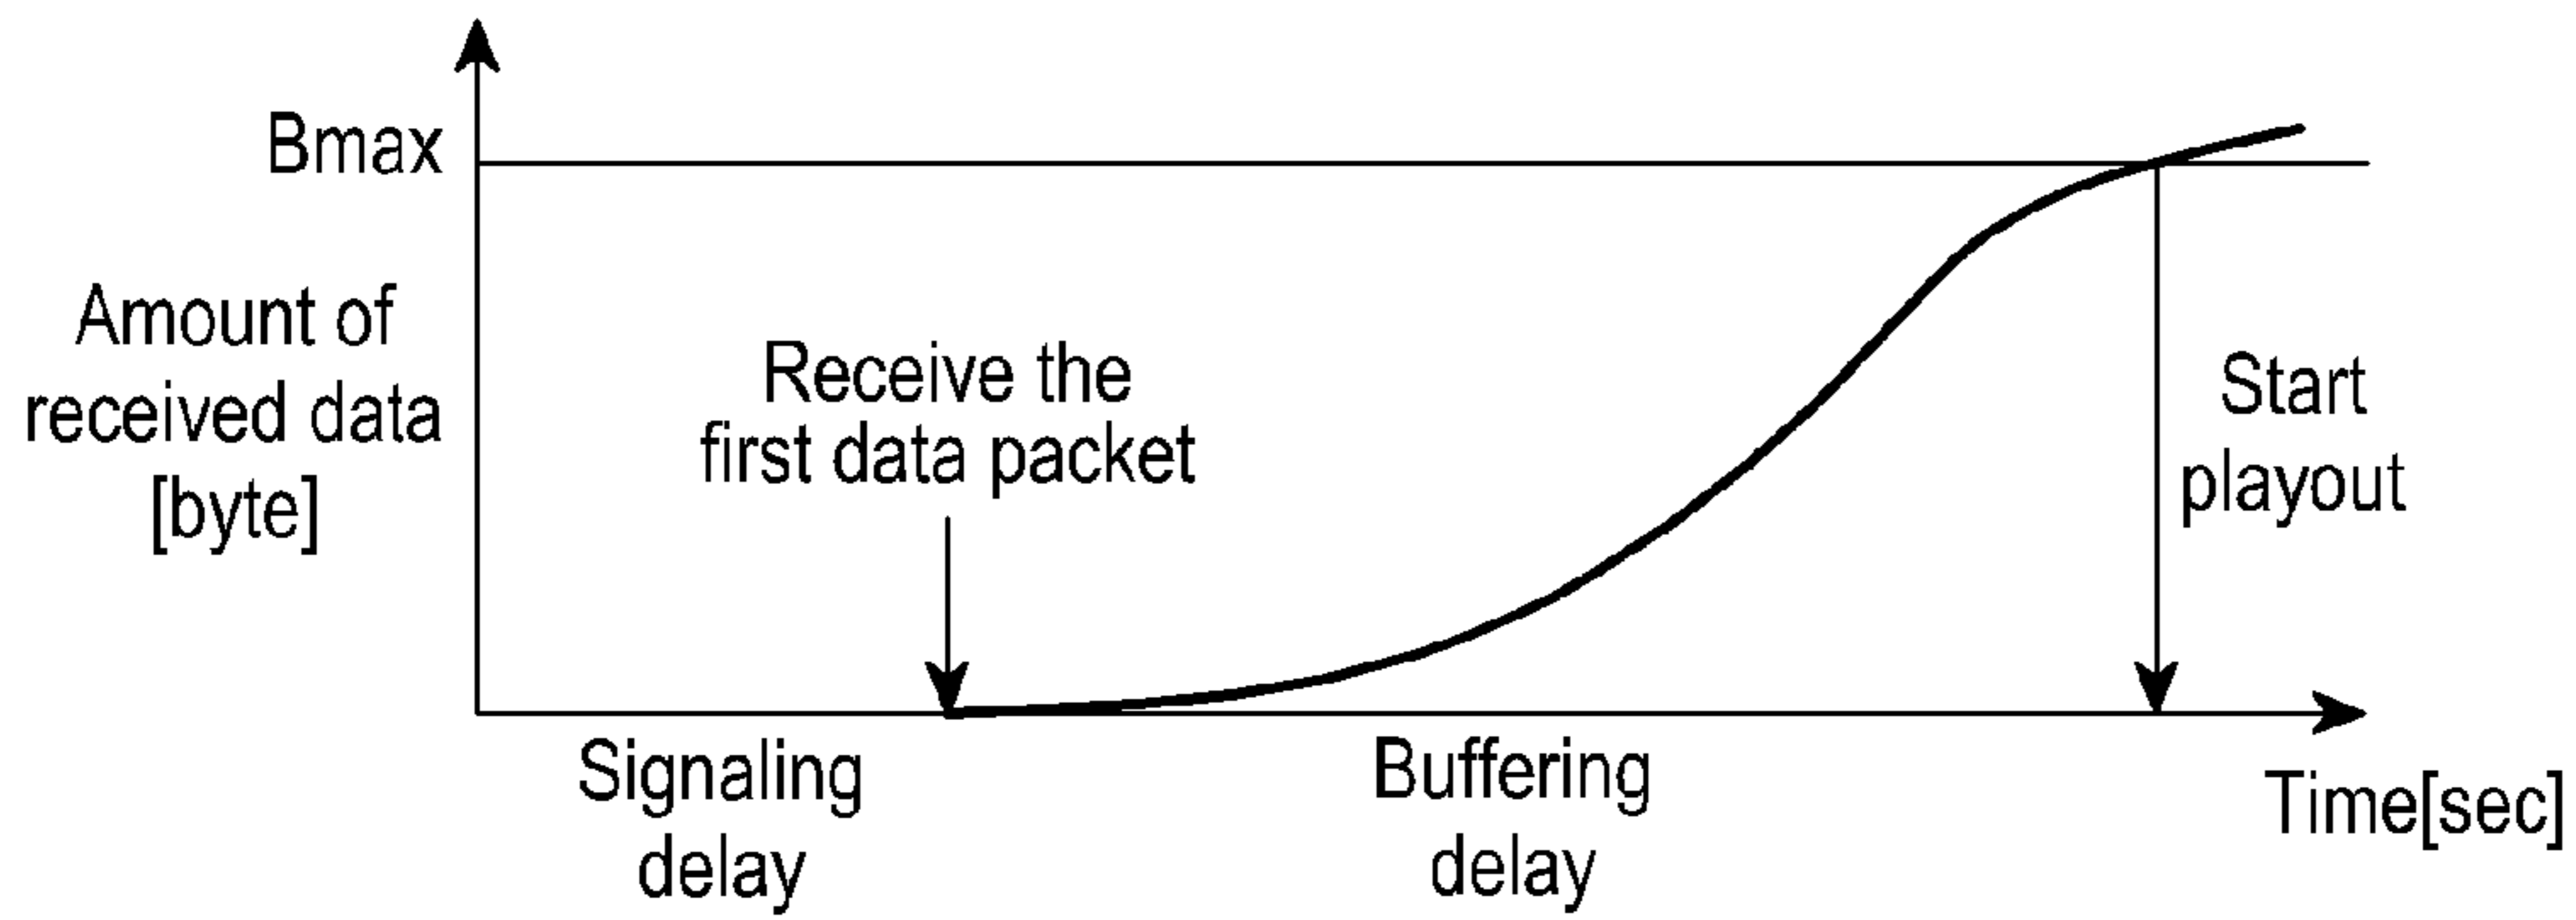 Bmax
Amount of
received data
[byte]
Receive the
first data packet
Start
playout
Signaling
delay
Buffering
delay
Time[sec]